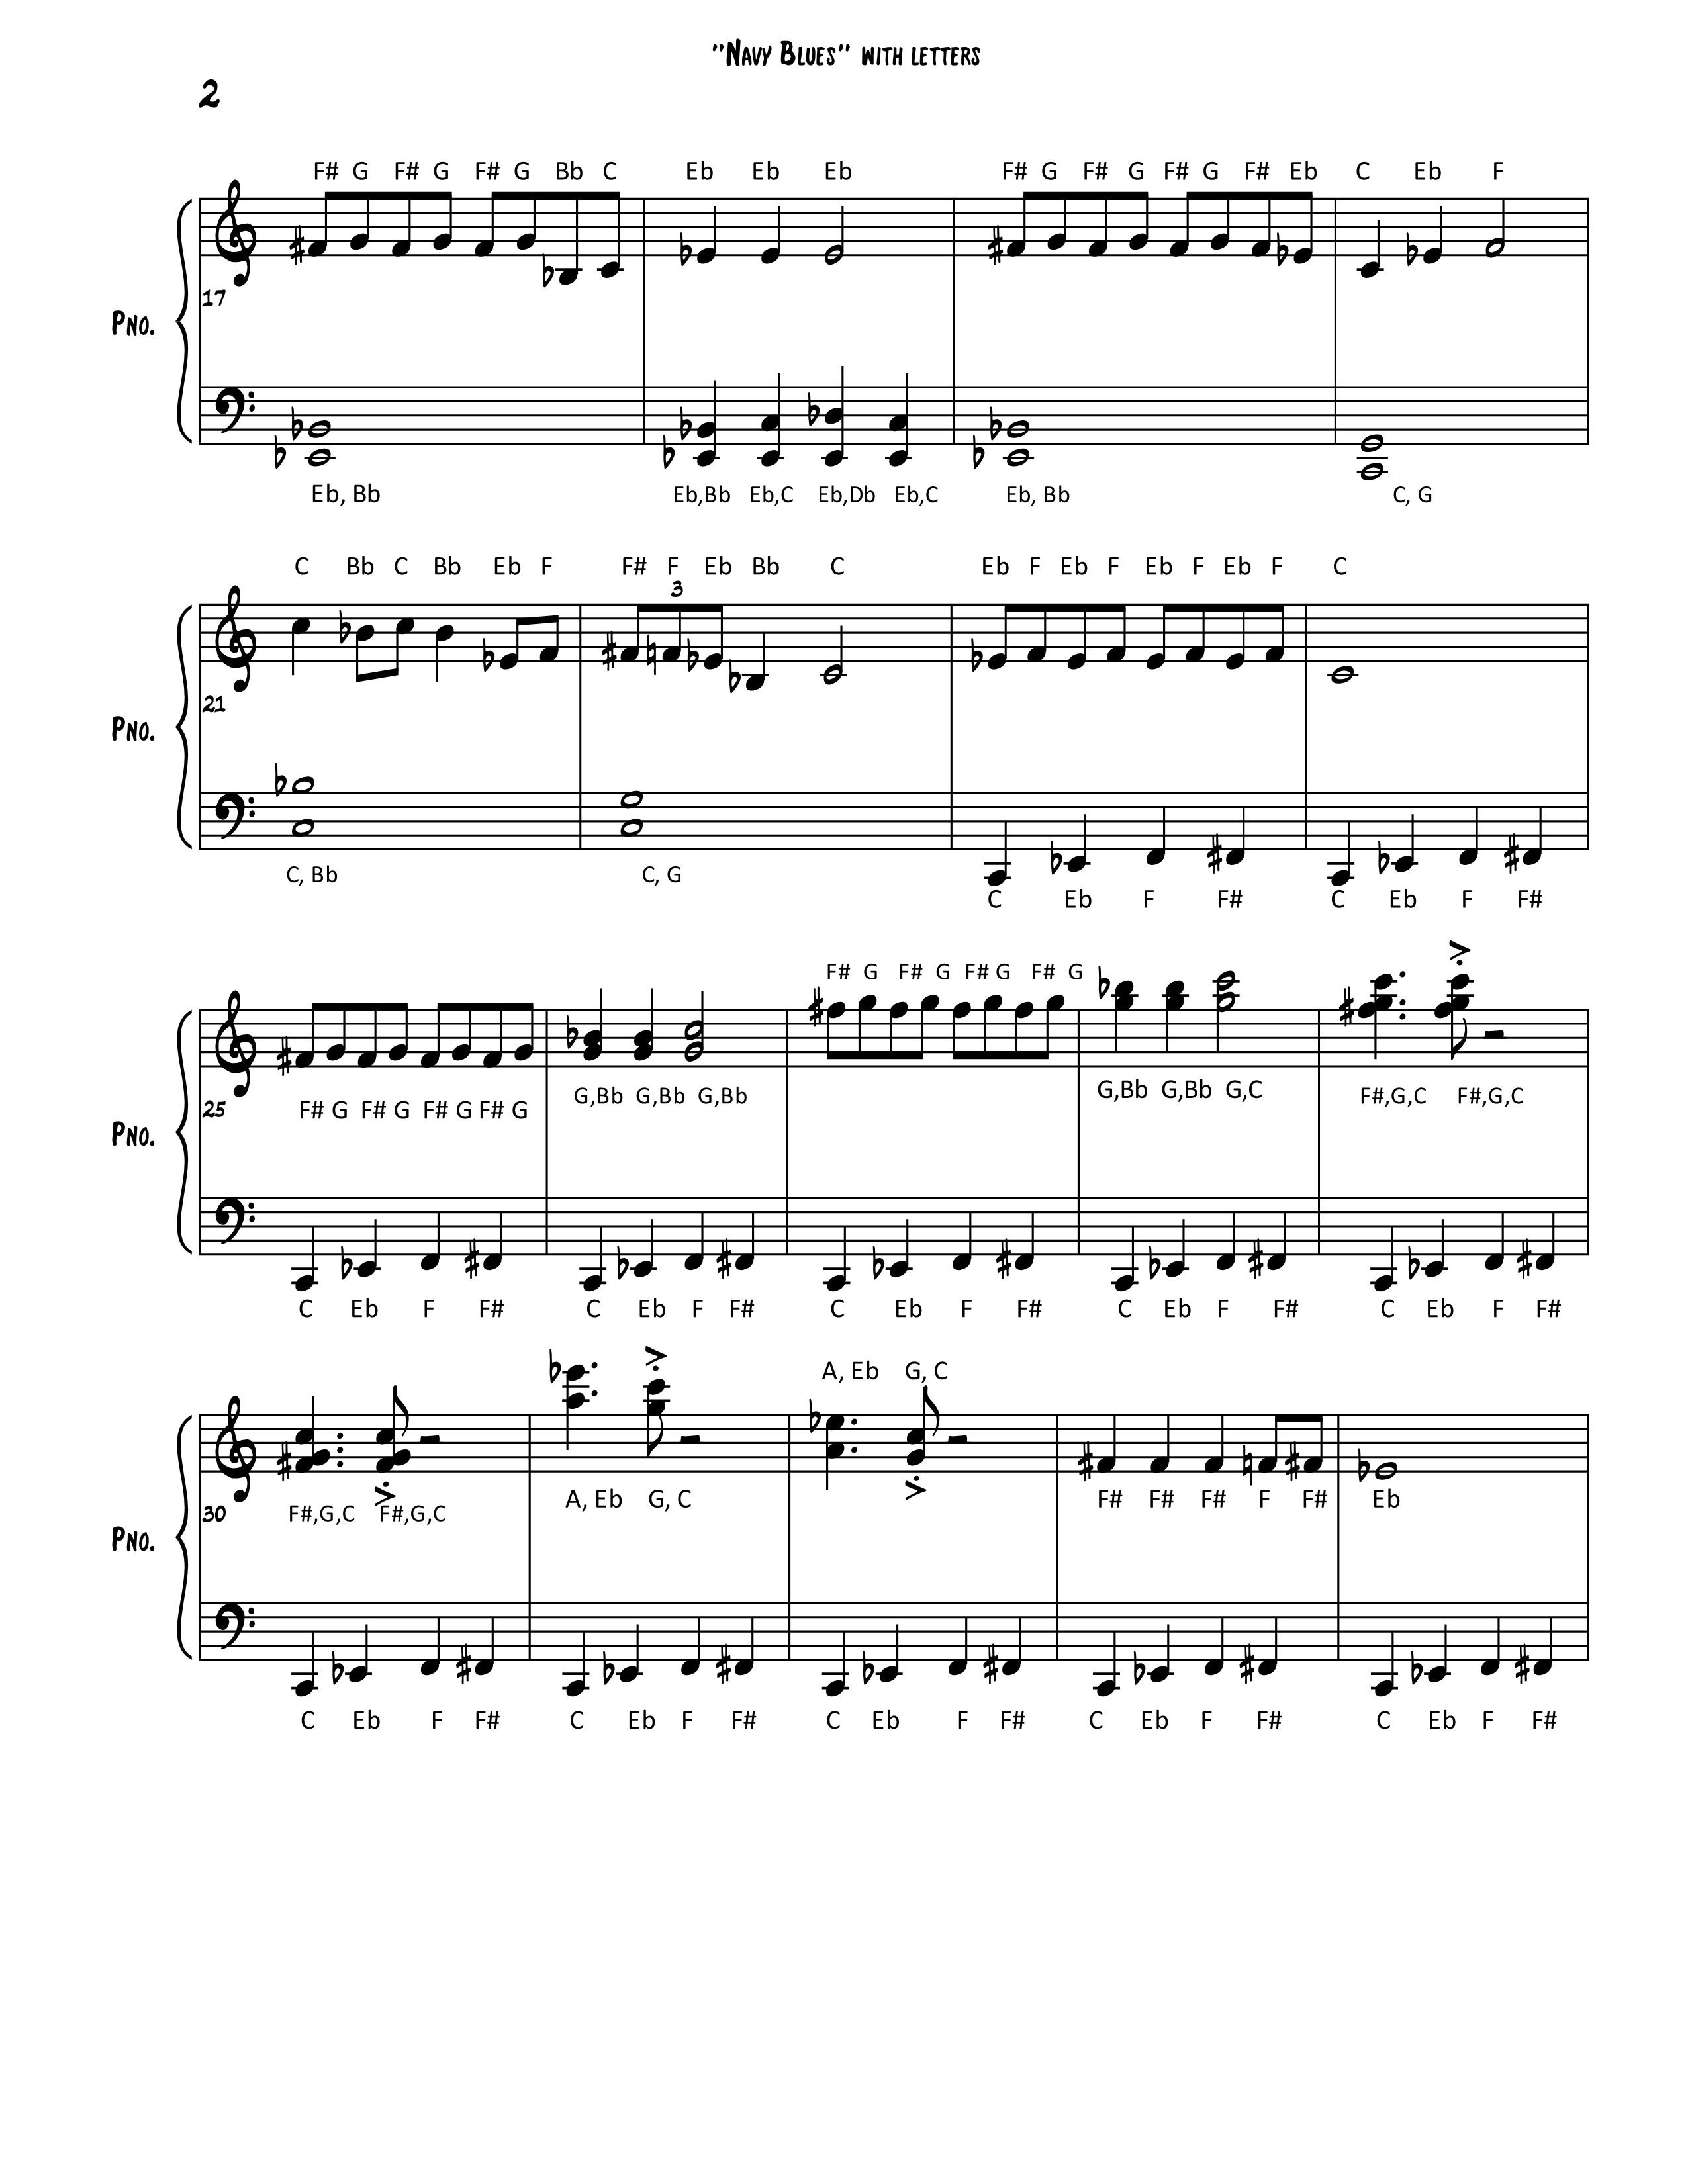 "Navy Blues" with letters
2
F# G F# G F# G Bb C Eb Eb Eb F# G F# G F# G F# Eb C Eb F
17
Pno.
Eb, Bb Eb,Bb Eb,C Eb,Db Eb,C Eb, Bb C, G
C Bb C Bb Eb F F# F Eb Bb C Eb F Eb F Eb F Eb F C
3
21
Pno.
C, Bb C, G
C Eb F F# C Eb F F#
F# G F# G F# G F# G
G,Bb G,Bb G,Bb G,Bb G,Bb G,C F#,G,C F#,G,C
25 F# G F# G F# G F# G
Pno.
C Eb F F# C Eb F F# C Eb F F# C Eb F F# C Eb F F#
A, Eb G, C
A, Eb G, C F# F# F# F F# Eb
30 F#,G,C F#,G,C
Pno.
C Eb F F# C Eb F F# C Eb F F# C Eb F F# C Eb F F#